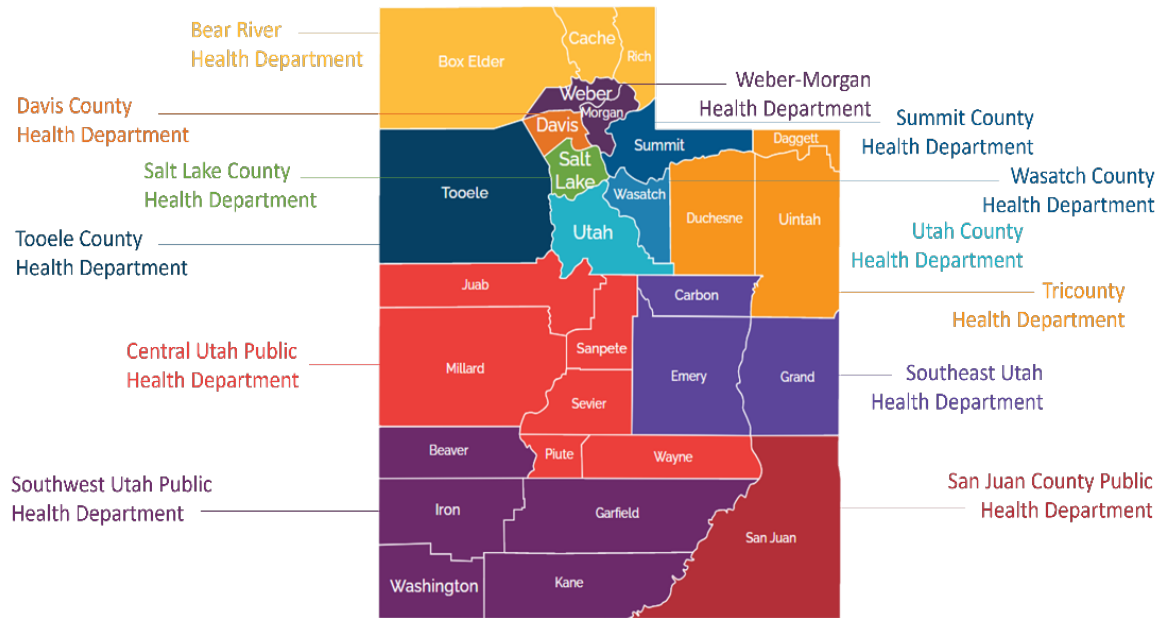 Bear River
Health Department
Cache
Box Elder
Rich
Weber-Morgan
Health Department
Weber
Morgan
Davis County
Health Department
Davis
Summit County
Health Department
Summit
Daggett
Salt Lake County
Health Department
Salt
Lake
Wasatch County
Health Department
Tooele
Wasatch
Duchesne
Uintah
Utah
Utah County
Health Department
Tooele County
Health Department
Juab
Carbon
Tricounty
Health Department
Central Utah Public
Health Department
Sanpete
Millard
Emery
Grand
Southeast Utah
Health Department
Sevier
Beaver
Piute
Wayne
Southwest Utah Public
Health Department
San Juan County Public
Health Department
Iron
Garfield
San Juan
Washington
Kane